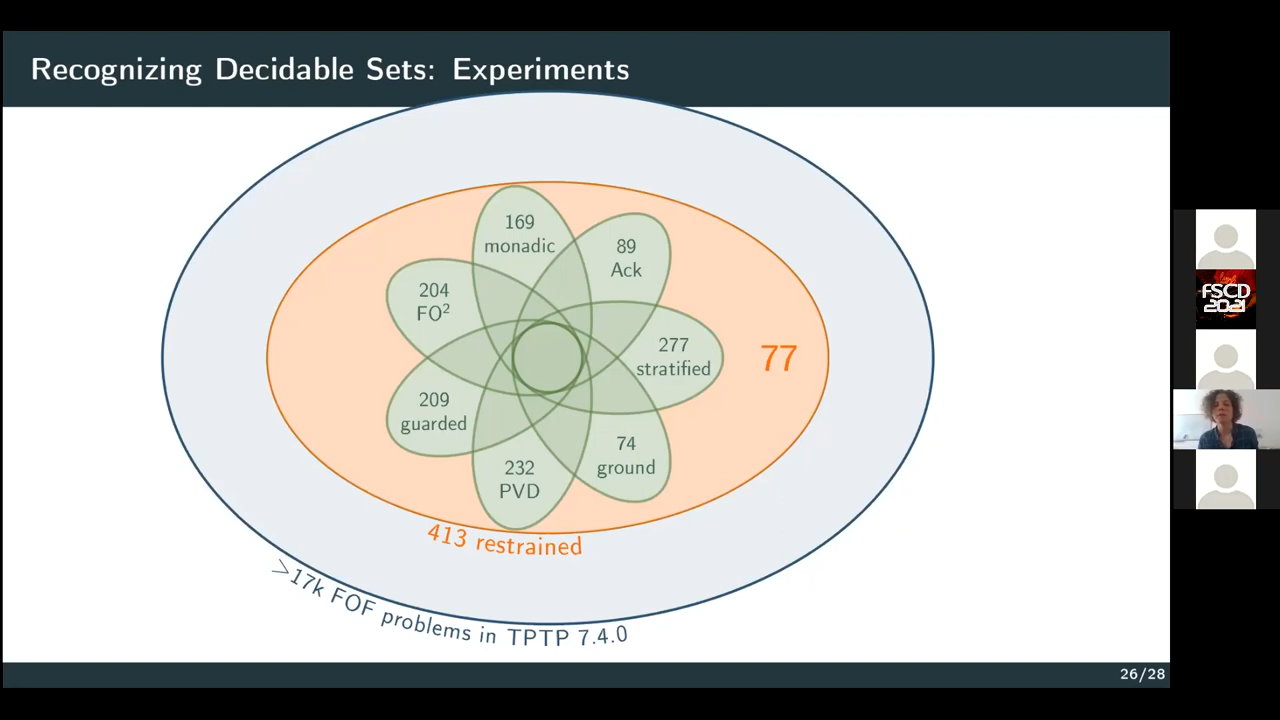 Recognizing Decidable Sets: Experiments
169
monadic
89
Ack
204
FO²
277
stratified
77
209
guarded
74
ground
232
PVD
413 restrained
>17k FOF problems in TPTP 7.4.0
26/28
FSCD
2021